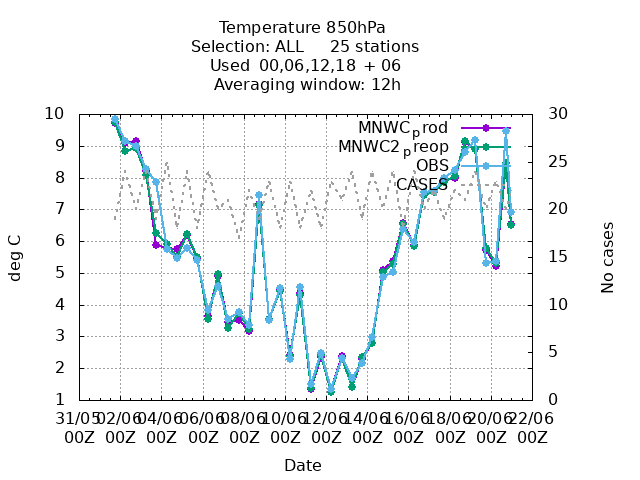 Temperature 850hPa
Selection: ALL     25 stations
Used  00,06,12,18 + 06
Averaging window: 12h
10
9
8
7
6
5
4
3
2
1
deg C
30
25
20
15
10
5
0
No cases
MNWC_prod
MNWC2_preop
OBS
CASES
31/05 02/06 04/06 06/06 08/06 10/06 12/06 14/06 16/06 18/06 20/06 22/06
00Z 00Z 00Z 00Z 00Z 00Z 00Z 00Z 00Z 00Z 00Z 00Z
Date